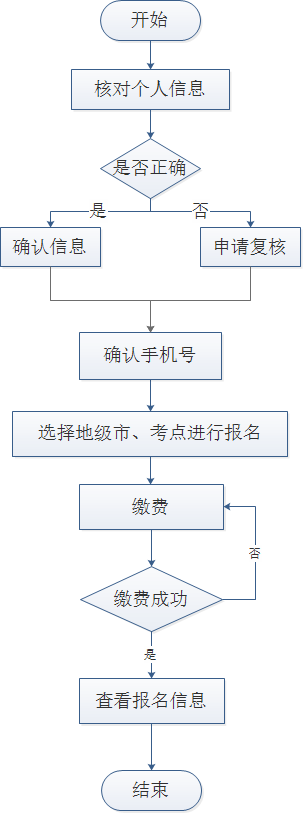 开始
核对个人信息
是否正确
是
否
确认信息
申请复核
确认手机号
选择地级市、考点进行报名
缴费
否
缴费成功
是
查看报名信息
结束